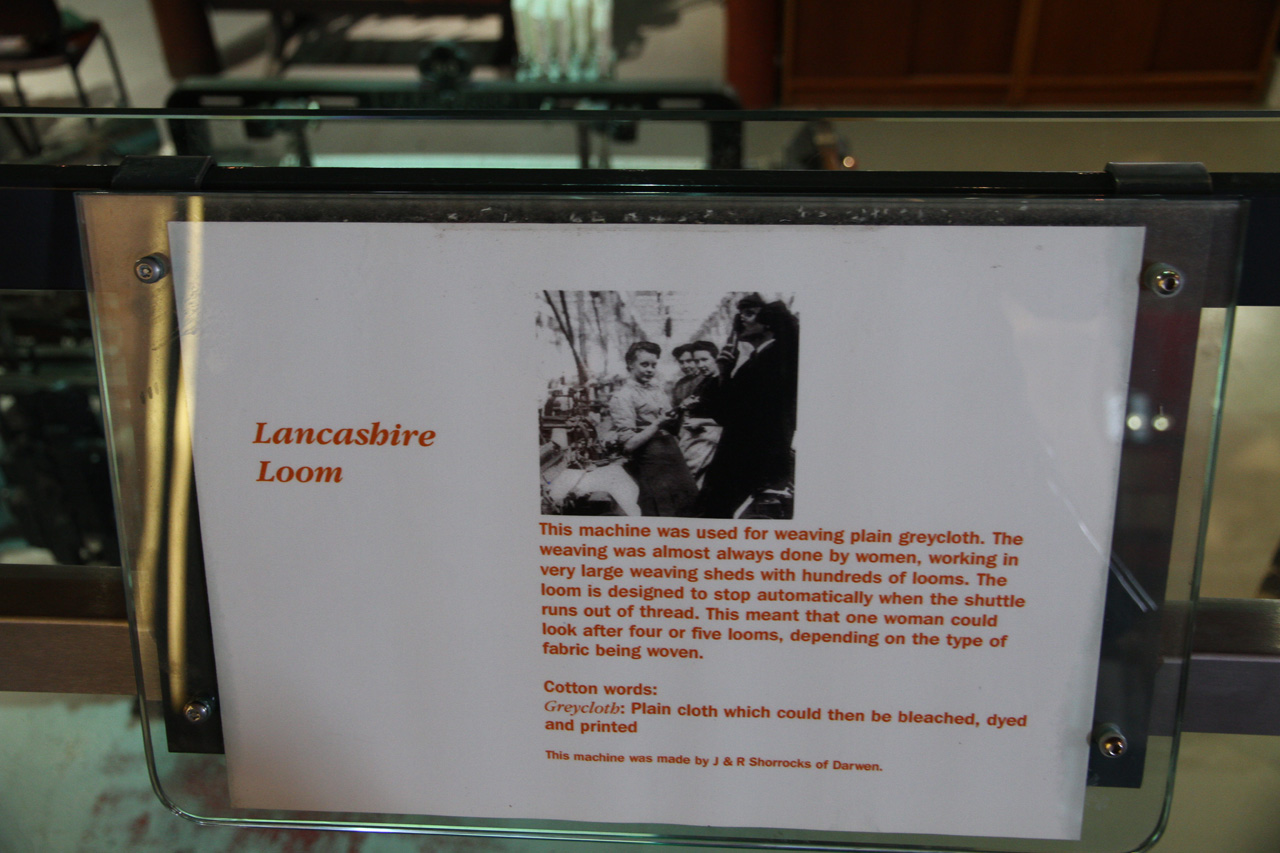 Lancashire
Loom
This machine was used for weaving plain greycloth. The
weaving was almost always done by women, working in
very large weaving sheds with hundreds of looms. The
loom is designed to stop automatically when the shuttle
runs out of thread. This meant that one woman could
look after four or five looms, depending on the type of
fabric being woven.
Cotton words:
Greycloth: Plain cloth which could then be bleached, dyed
and printed
This machine was made by J & R Shorrocks of Darwen.